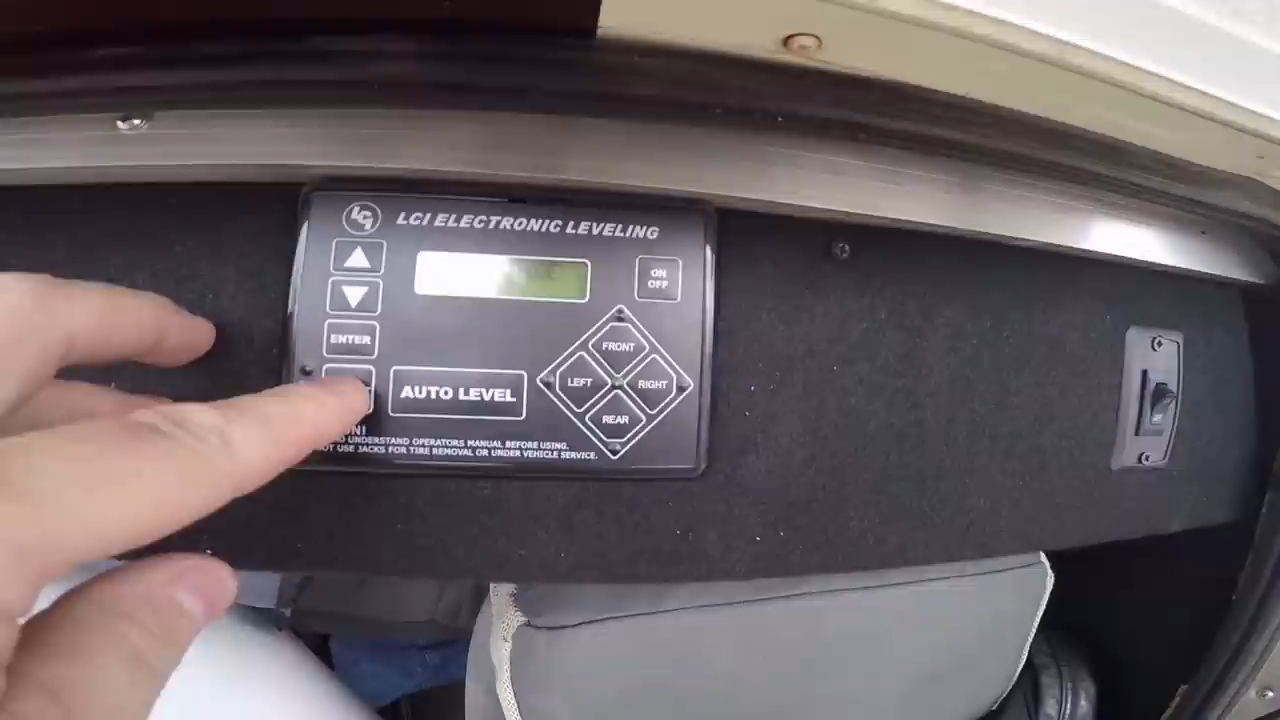 LCI
LCI ELECTRONIC LEVELING
ON
OFF
ENTER
FRONT
LEFT
RIGHT
REAR
AUTO LEVEL
UNDERSTAND OPERATORS MANUAL BEFORE USING.
USE JACKS FOR TIRE REMOVAL OR UNDER VEHICLE SERVICE.